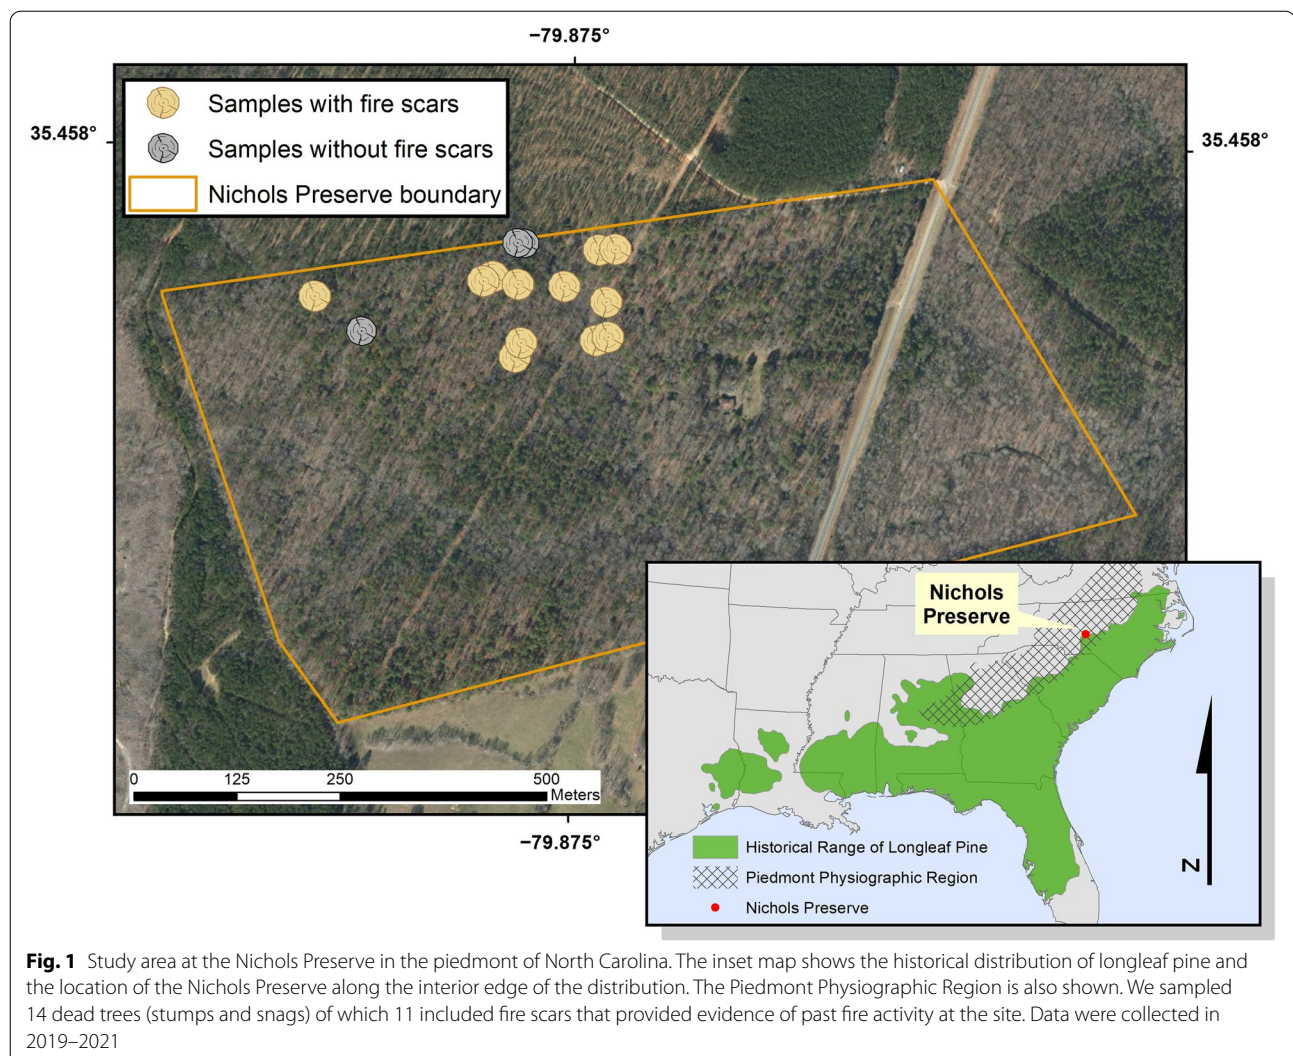 −79.875°
35.458°
35.458°
Samples with fire scars
Samples without fire scars
Nichols Preserve boundary
0 125 250 500
Meters
−79.875°
Nichols
Preserve
Historical Range of Longleaf Pine
Piedmont Physiographic Region
Nichols Preserve
N
Fig. 1 Study area at the Nichols Preserve in the piedmont of North Carolina. The inset map shows the historical distribution of longleaf pine and
the location of the Nichols Preserve along the interior edge of the distribution. The Piedmont Physiographic Region is also shown. We sampled
14 dead trees (stumps and snags) of which 11 included fire scars that provided evidence of past fire activity at the site. Data were collected in
2019–2021